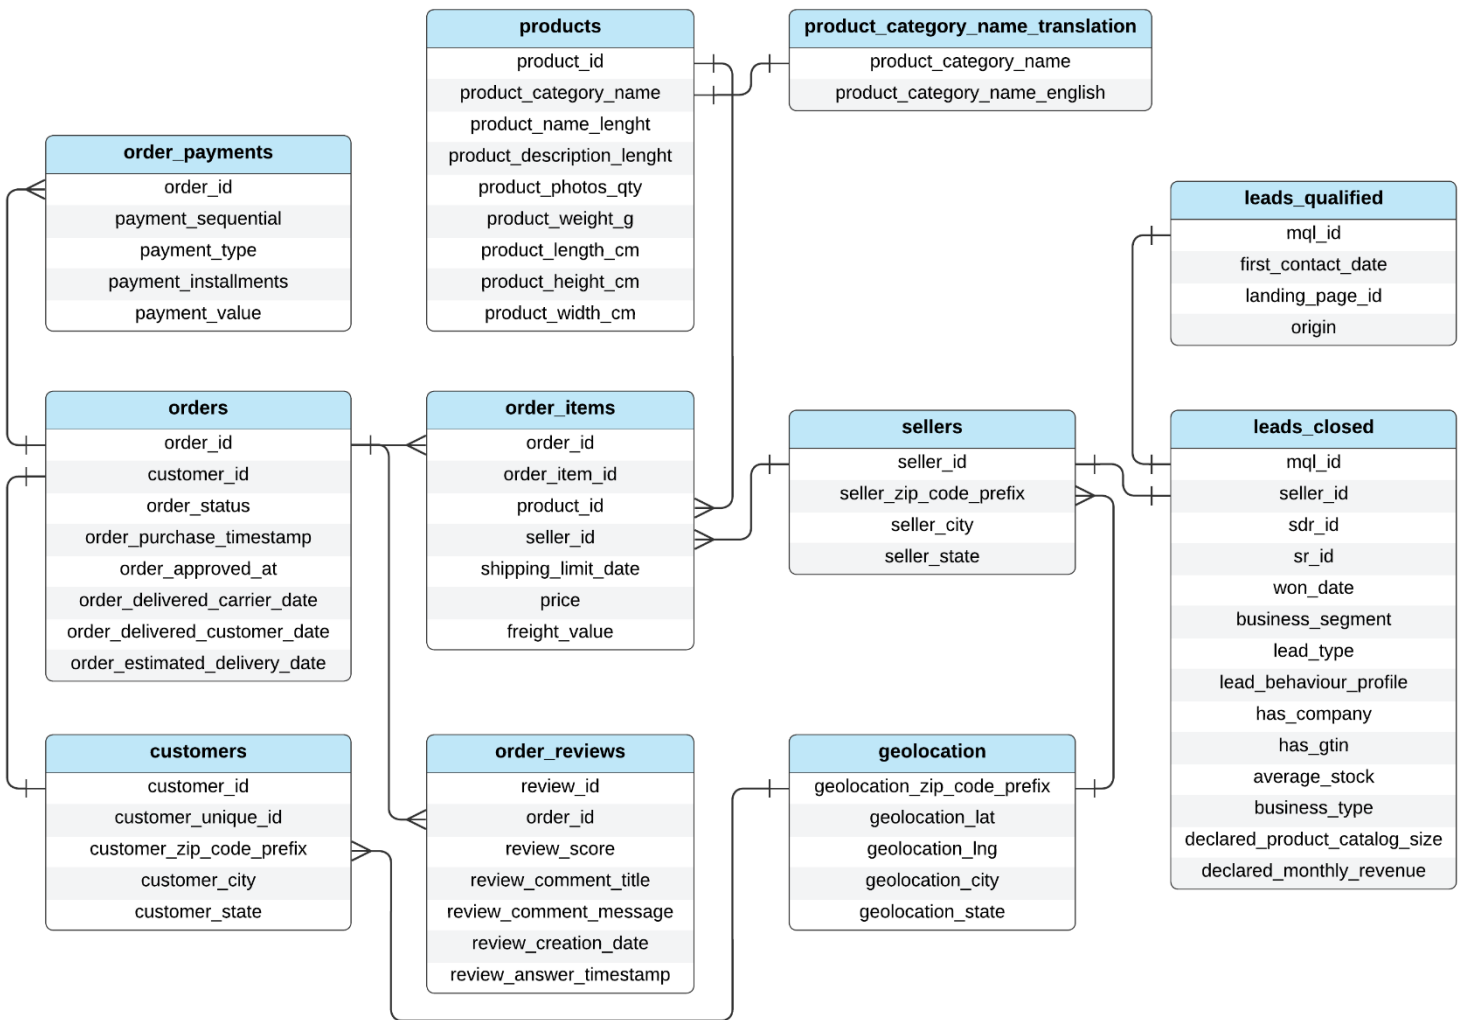 products
product_id
product_category_name
product_name_lenght
product_description_lenght
product_photos_qty
product_weight_g
product_length_cm
product_height_cm
product_width_cm
product_category_name_translation
product_category_name
product_category_name_english
order_payments
order_id
payment_sequential
payment_type
payment_installments
payment_value
leads_qualified
mql_id
first_contact_date
landing_page_id
origin
orders
order_id
customer_id
order_status
order_purchase_timestamp
order_approved_at
order_delivered_carrier_date
order_delivered_customer_date
order_estimated_delivery_date
order_items
order_id
order_item_id
product_id
seller_id
shipping_limit_date
price
freight_value
sellers
seller_id
seller_zip_code_prefix
seller_city
seller_state
leads_closed
mql_id
seller_id
sdr_id
sr_id
won_date
business_segment
lead_type
lead_behaviour_profile
has_company
has_gtin
average_stock
business_type
declared_product_catalog_size
declared_monthly_revenue
customers
customer_id
customer_unique_id
customer_zip_code_prefix
customer_city
customer_state
order_reviews
review_id
order_id
review_score
review_comment_title
review_comment_message
review_creation_date
review_answer_timestamp
geolocation
geolocation_zip_code_prefix
geolocation_lat
geolocation_lng
geolocation_city
geolocation_state